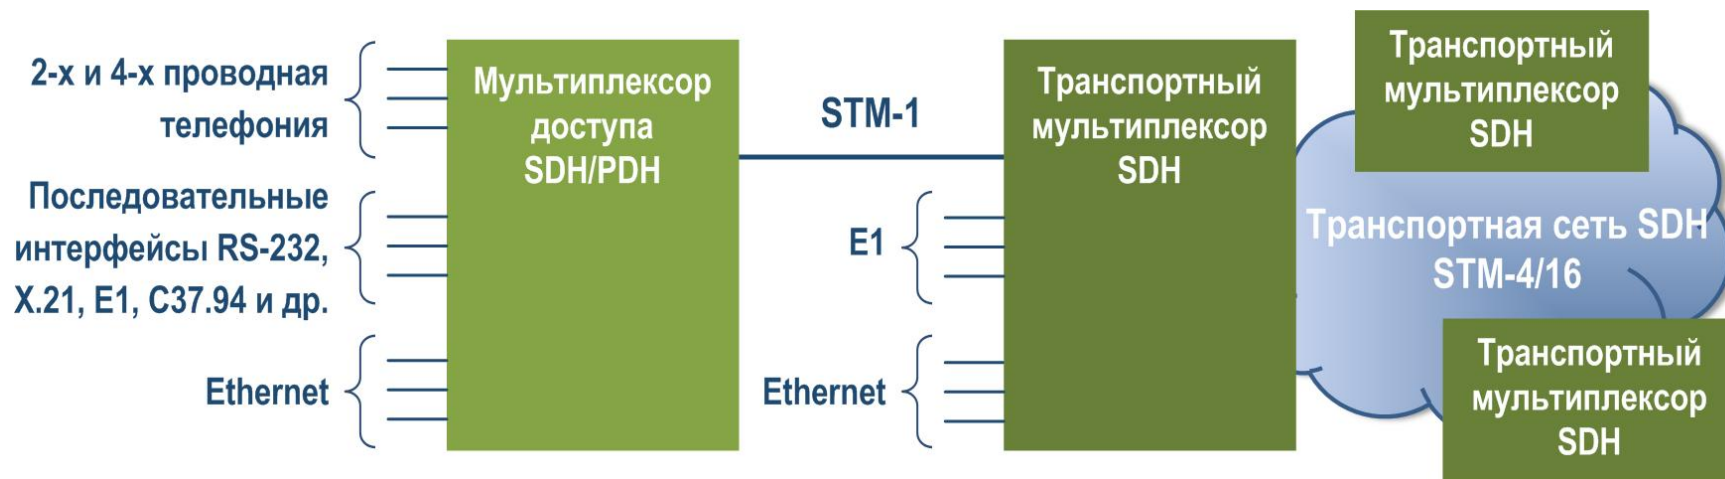 2-х и 4-х проводная
телефония
Последовательные
интерфейсы RS-232,
X.21, E1, C37.94 и др.
Ethernet
Мультиплексор
доступа
SDH/PDH
STM-1
E1
Ethernet
Транспортный
мультиплексор
SDH
Транспортный
мультиплексор
SDH
Транспортная сеть SDH
STM-4/16
Транспортный
мультиплексор
SDH